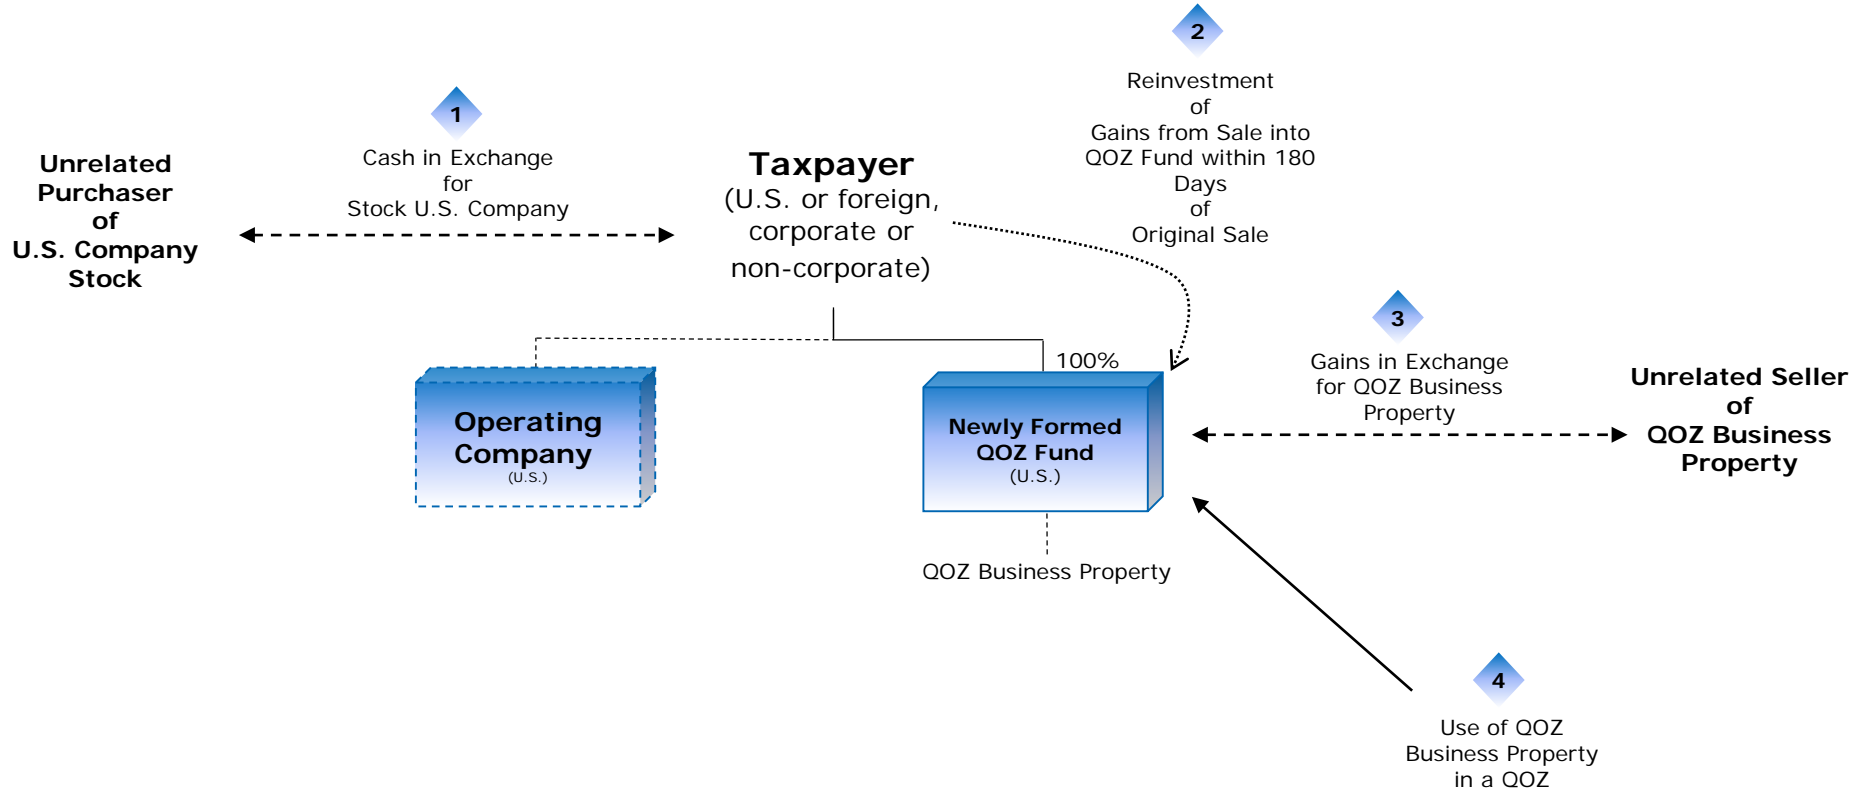 2
Reinvestment
of
Gains from Sale into
QOZ Fund within 180
Days
of
Original Sale
1
Cash in Exchange
for
Stock U.S. Company
Unrelated
Purchaser
of
U.S. Company
Stock
Taxpayer
(U.S. or foreign,
corporate or
non-corporate)
3
Gains in Exchange
for QOZ Business
Property
Unrelated Seller
of
QOZ Business
Property
100%
Operating
Company
(U.S.)
Newly Formed
QOZ Fund
(U.S.)
QOZ Business Property
4
Use of QOZ
Business Property
in a QOZ